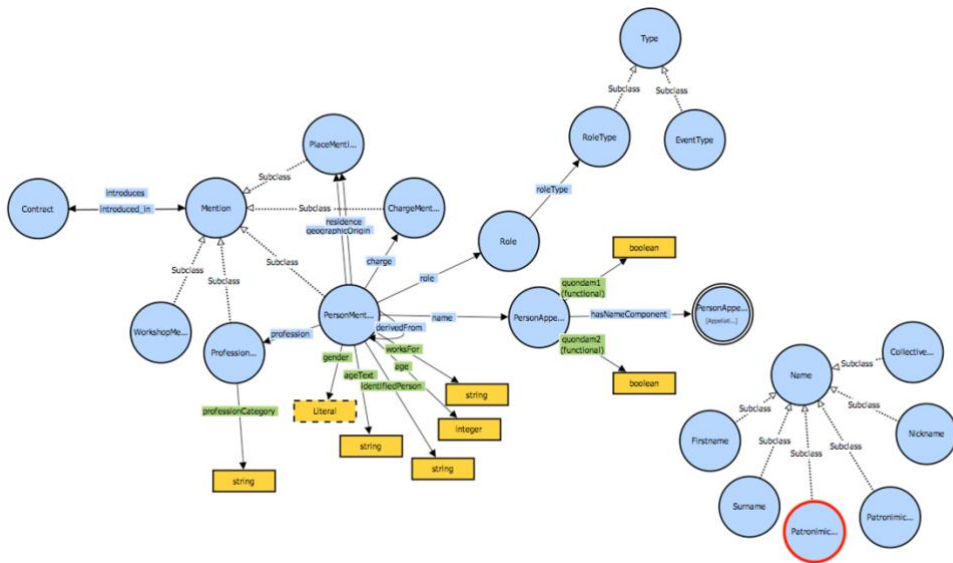 Type
Subclass
Subclass
RoleType
EventType
PlaceMenti...
Subclass
roleType
introduces
introduced_in
Contract
Mention
Subclass
ChargeMent...
residence
geographicOrigin
Role
charge
boolean
Subclass
Subclass
Subclass
role
quondam1
(functional)
PersonMent...
name
PersonAppe...
hasNameComponent
PersonAppe...
[Appellati...]
WorkshopMe...
Profession...
profession
derivedFrom
worksFor
quondam2
(functional)
gender
age
ageText
identifiedPerson
boolean
Collective...
Subclass
Name
professionCategory
Literal
string
integer
string
string
string
Subclass
Subclass
Firstname
Nickname
Subclass
Subclass
Subclass
Surname
Patronimic...
Patronimic...